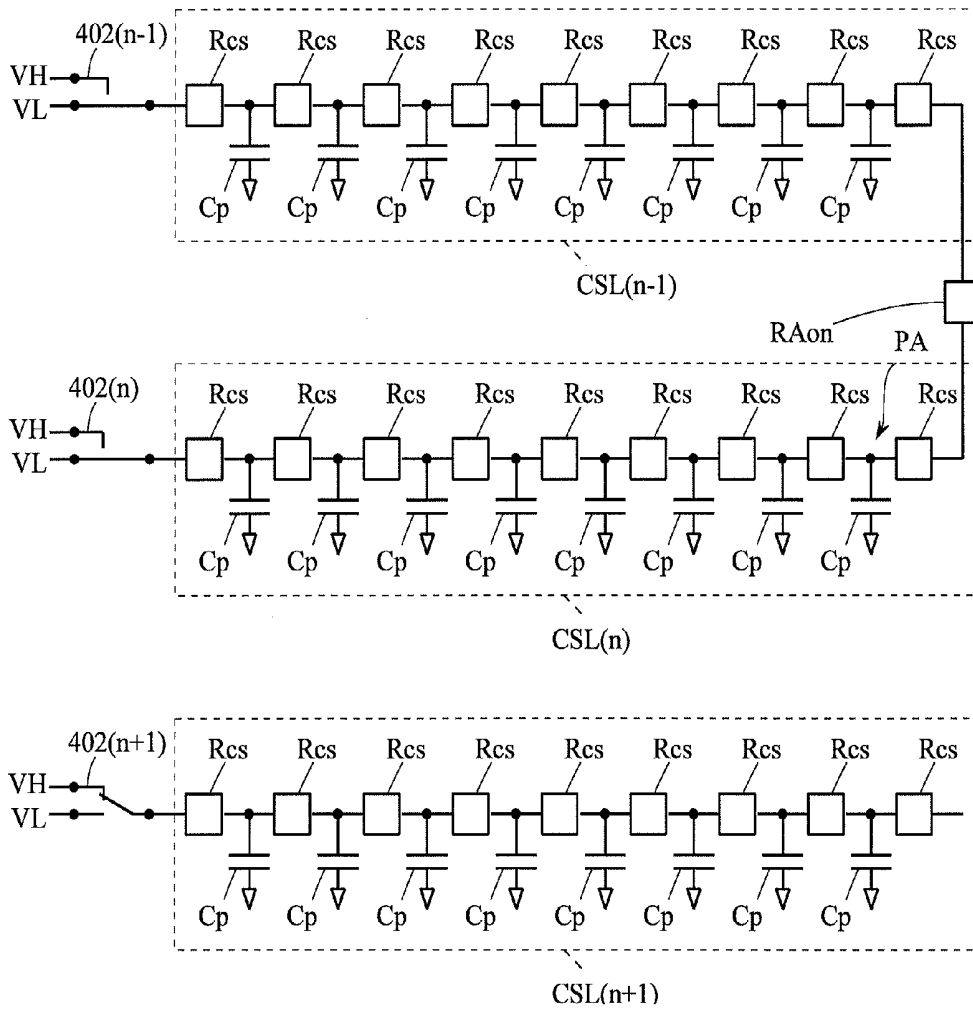 402(n-1) Rcs Rcs Rcs Rcs Rcs Rcs Rcs Rcs Rcs
VH
VL
Cp Cp Cp Cp Cp Cp Cp Cp
CSL(n-1)
RAon
PA
402(n) Rcs Rcs Rcs Rcs Rcs Rcs Rcs Rcs Rcs
VH
VL
Cp Cp Cp Cp Cp Cp Cp Cp
CSL(n)
402(n+1) Rcs Rcs Rcs Rcs Rcs Rcs Rcs Rcs Rcs
VH
VL
Cp Cp Cp Cp Cp Cp Cp Cp
CSL(n+1)